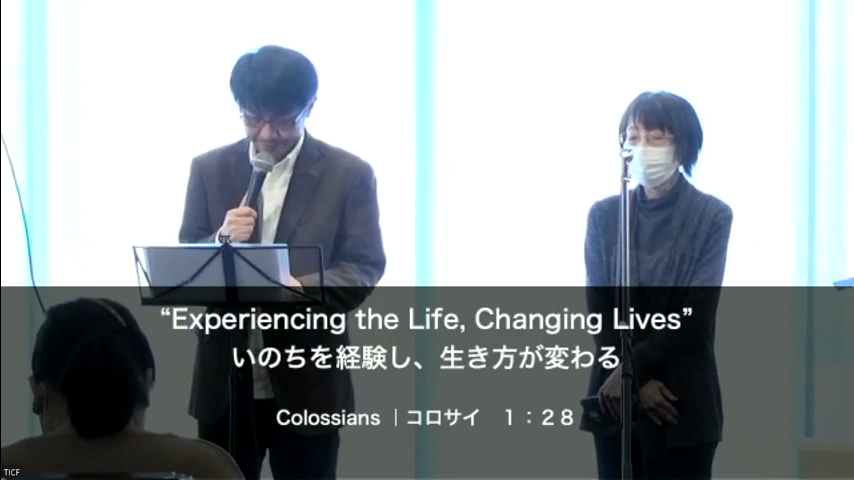 “Experiencing the Life, Changing Lives”
いのちを経験し、生き方が変わる
Colossians ｜コロサイ　１：２８
TICF